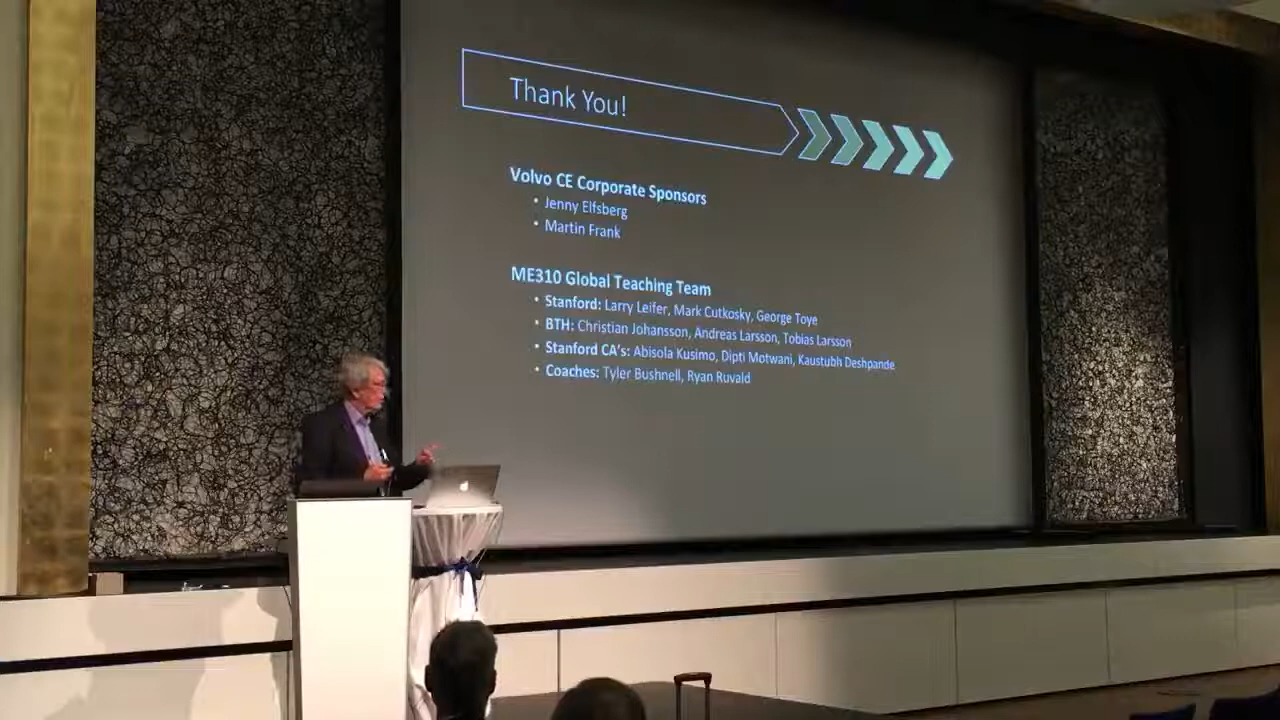 Thank You!
Volvo CE Corporate Sponsors
• Jenny Elfsberg
• Martin Frank
ME310 Global Teaching Team
• Stanford: Larry Leifer, Mark Cutkosky, George Toye
• BTH: Christian Johansson, Andreas Larsson, Tobias Larsson
• Stanford CA's: Abisola Kusimo, Dipti Motwani, Kaustubh Deshpande
• Coaches: Tyler Bushnell, Ryan Ruvald